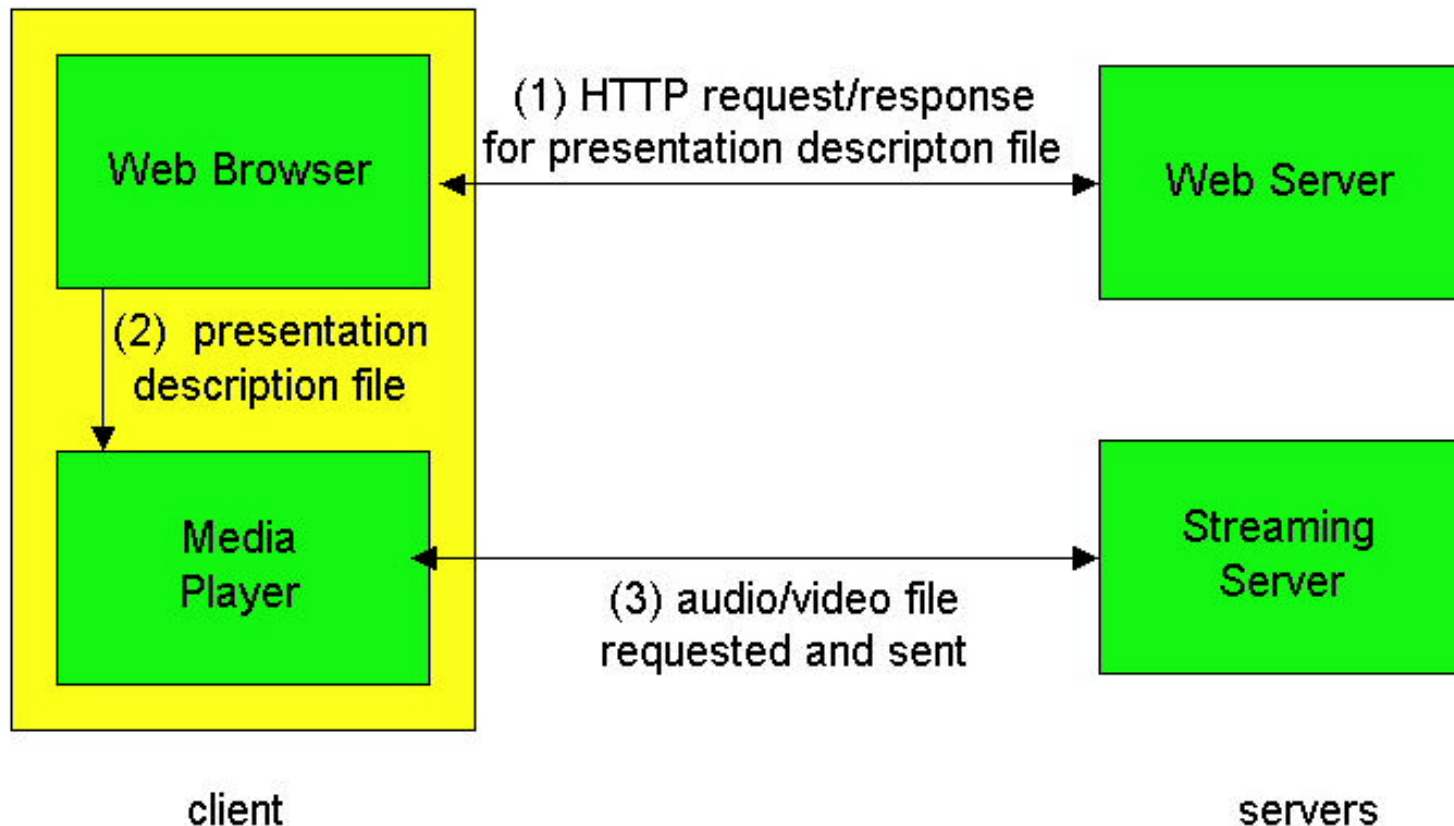 Web Browser
(1) HTTP request/response
for presentation descripton file
Web Server
(2) presentation
description file
Media
Player
(3) audio/video file
requested and sent
Streaming
Server
client
servers